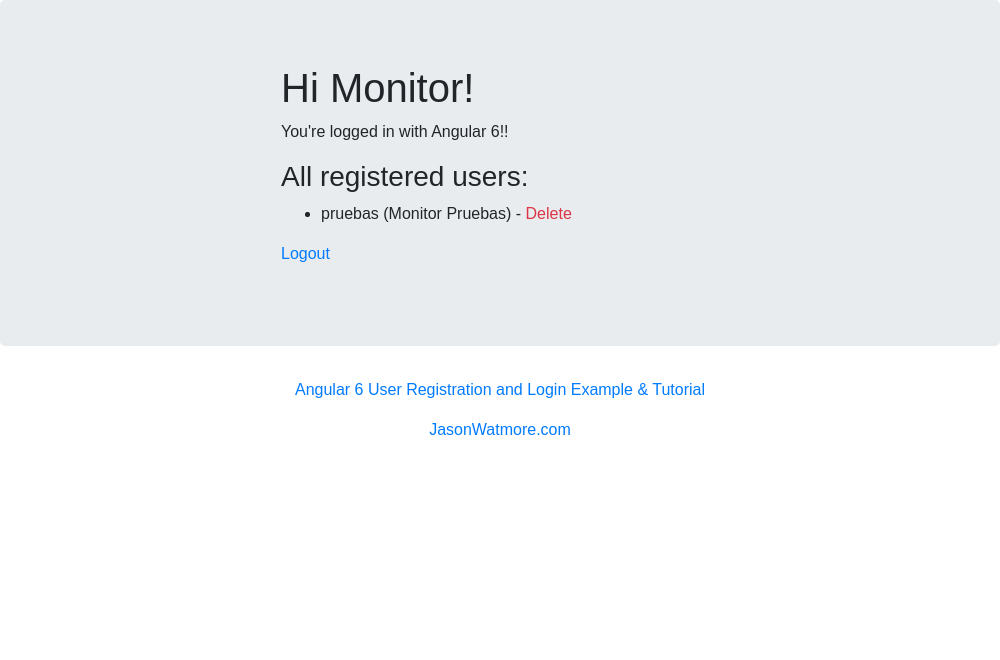 Hi Monitor!
You're logged in with Angular 6!!
All registered users:
pruebas (Monitor Pruebas) - Delete
Logout
Angular 6 User Registration and Login Example & Tutorial
JasonWatmore.com